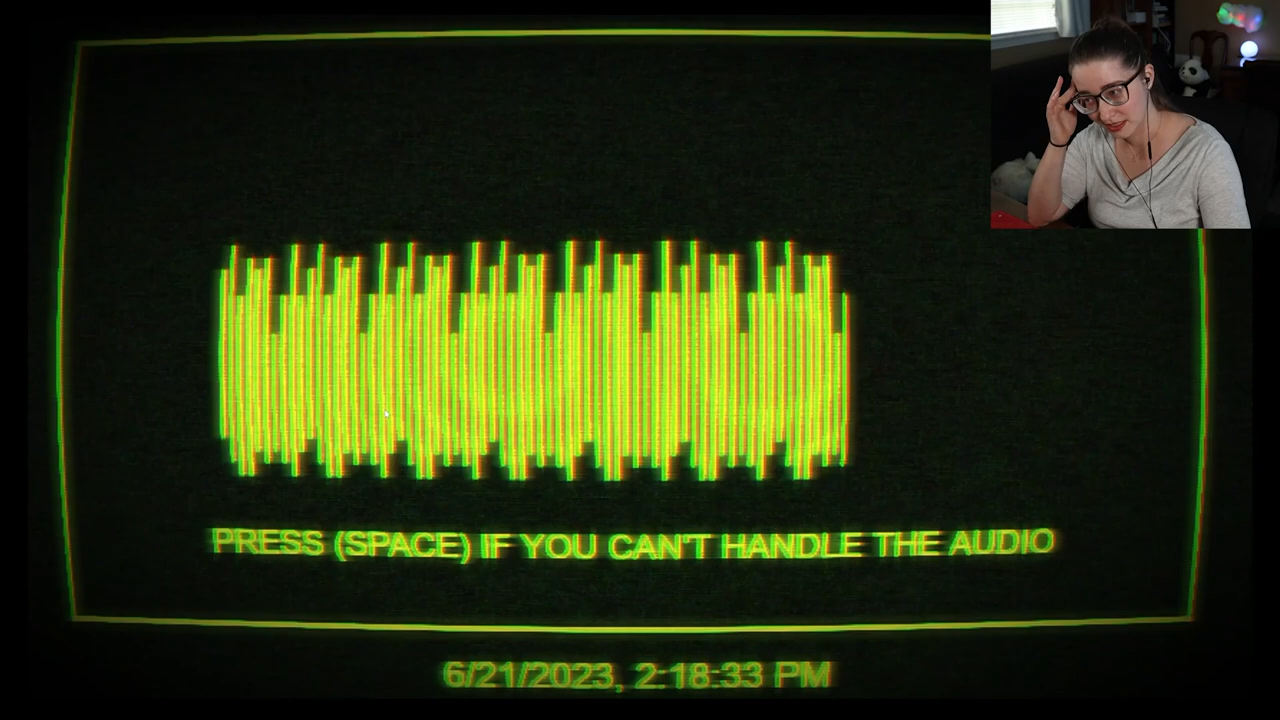 PRESS (SPACE) IF YOU CAN'T HANDLE THE AUDIO
6/21/2023, 2:18:33 PM